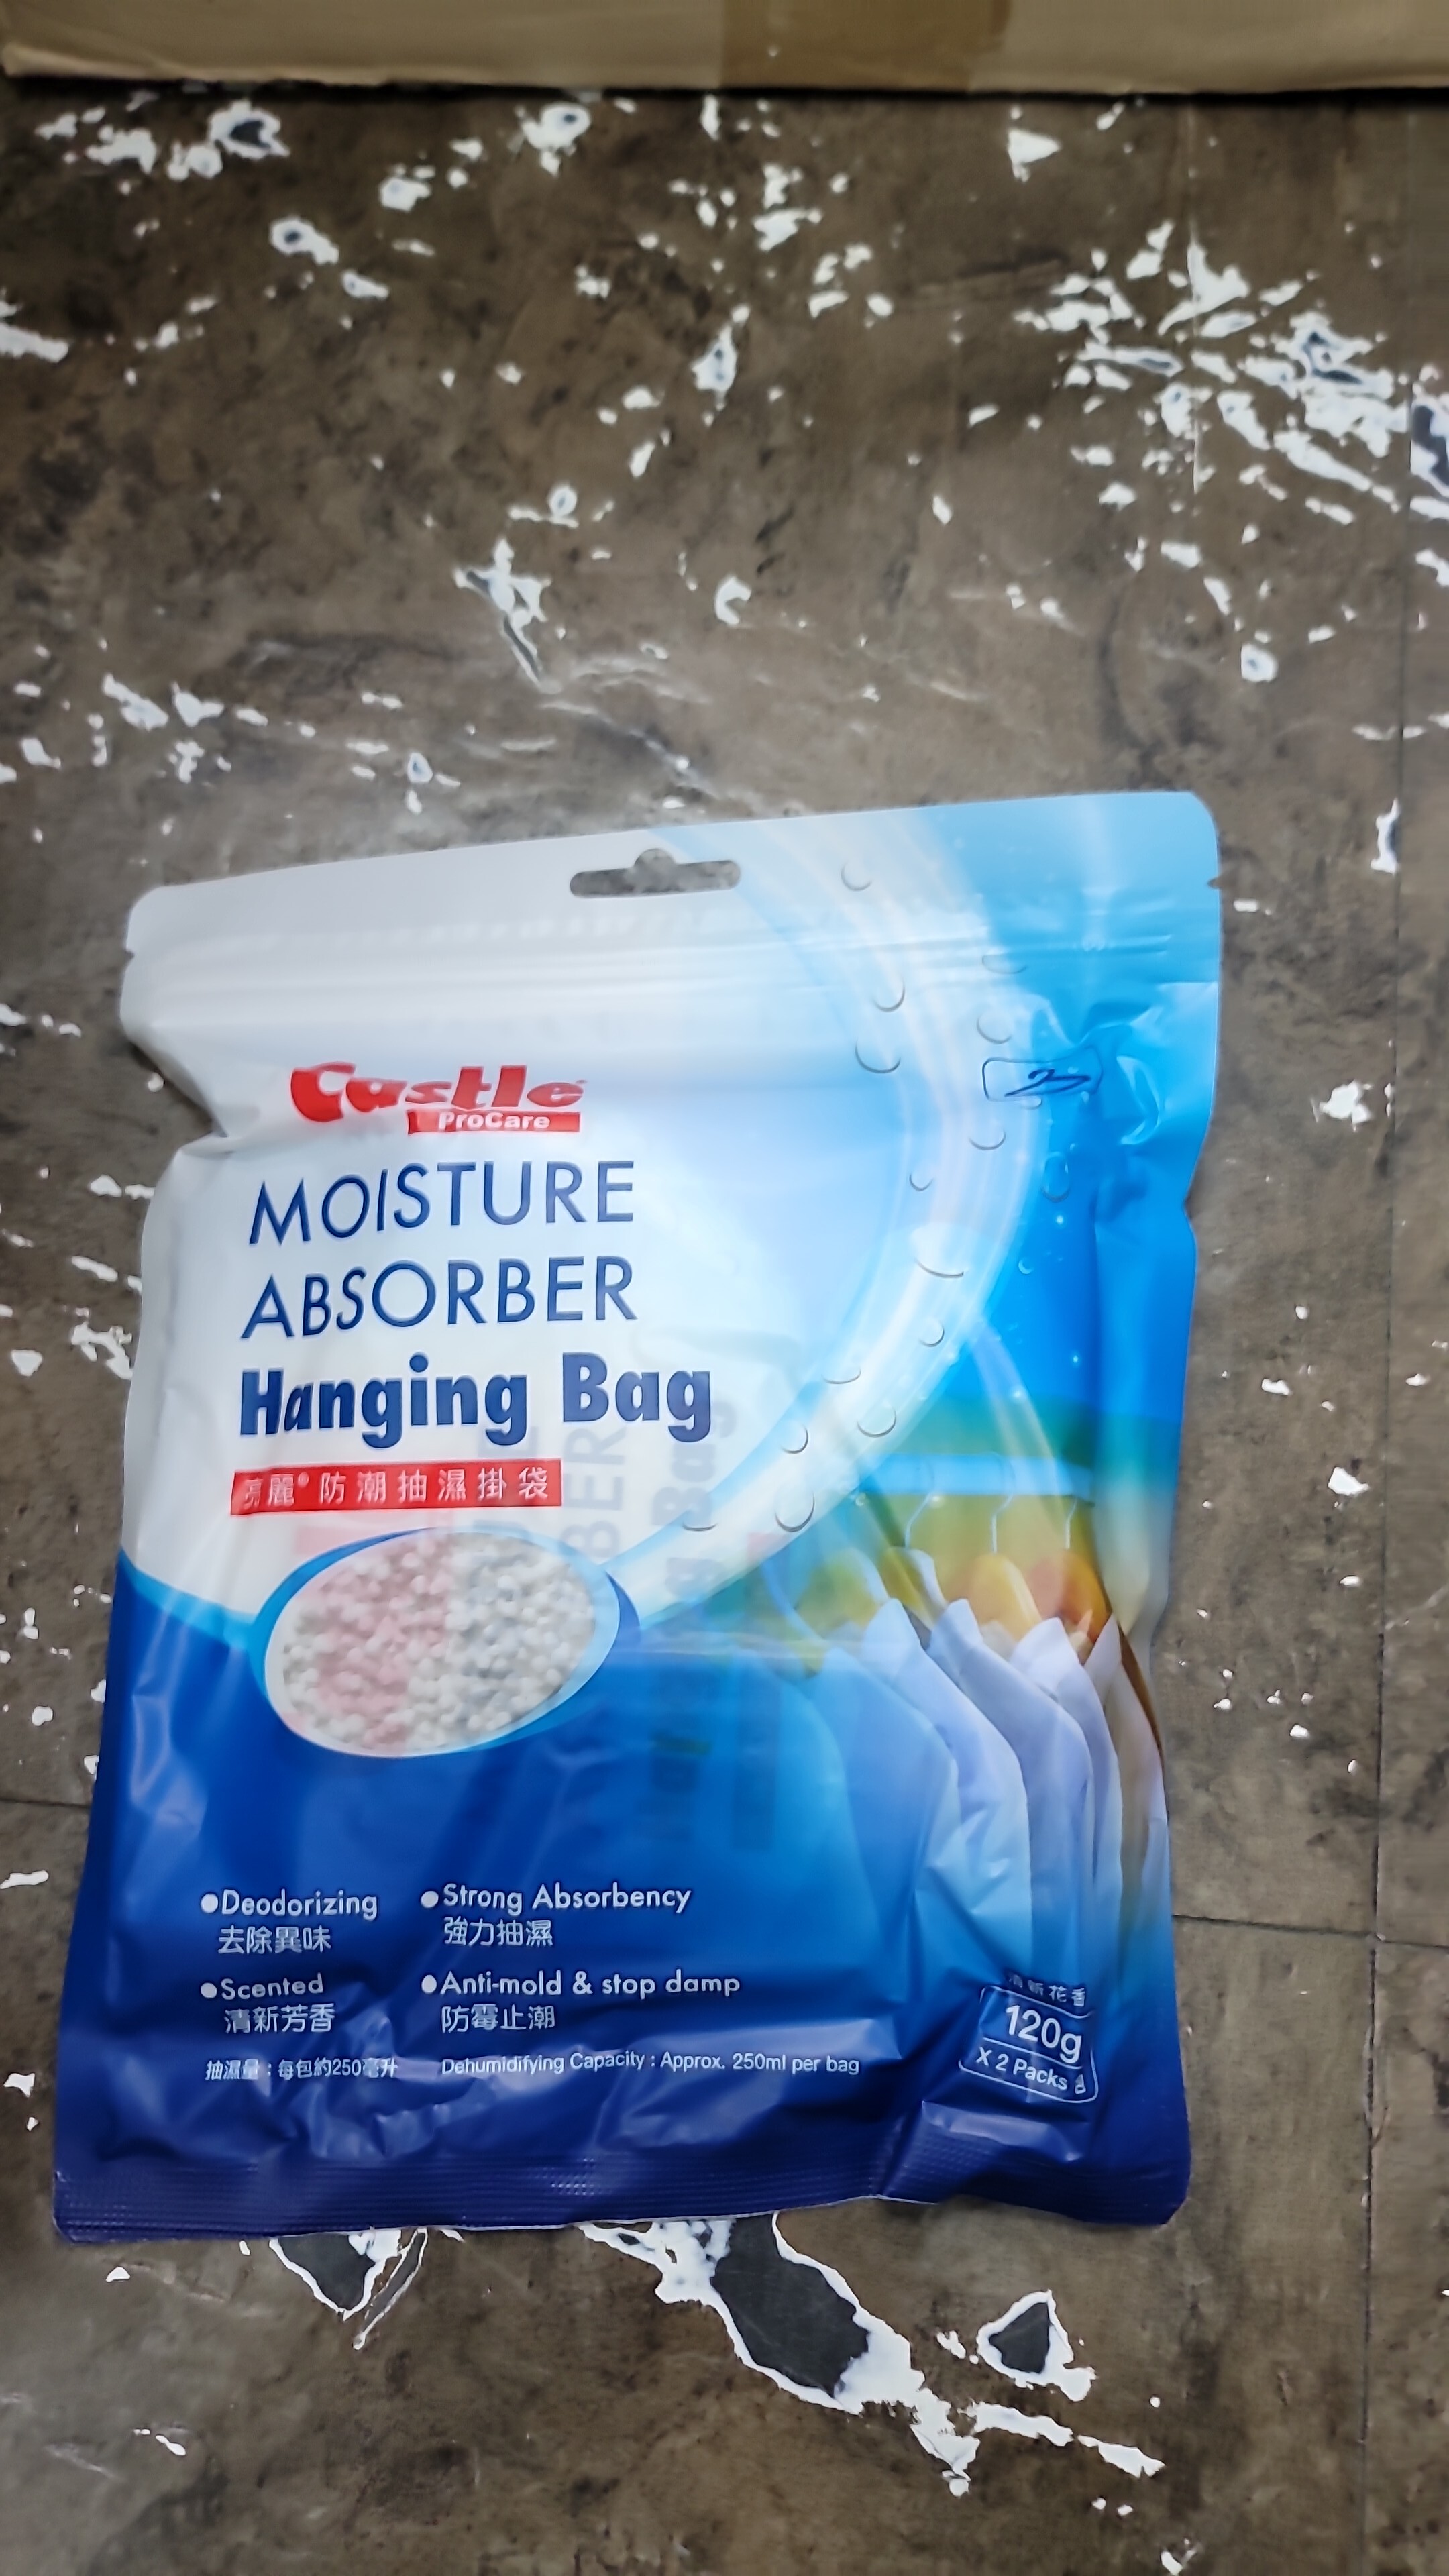 Castle
ProCare
MOISTURE
ABSORBER
Hanging Bag
亮麗® 防潮抽濕掛袋
●Deodorizing
去除異味
●Strong Absorbency
強力抽濕
●Scented
清新芳香
●Anti-mold & stop damp
防霉止潮
抽濕量：每包約250毫升
Dehumidifying Capacity : Approx. 250ml per bag
清新花香
120g
X 2 Packs 包